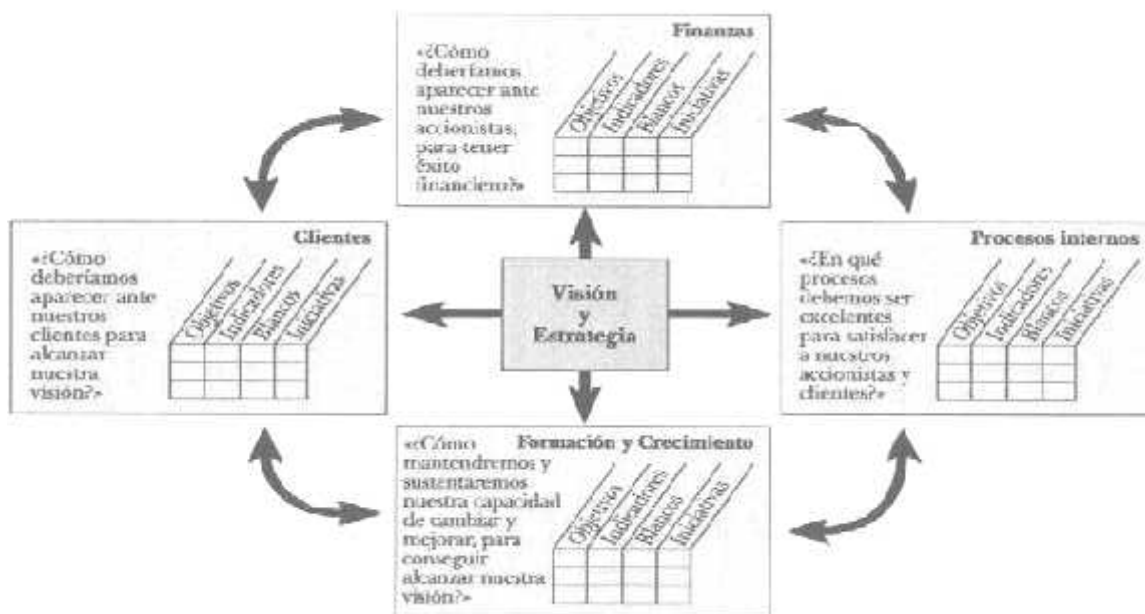 Finanzas
«¿Cómo
deberíamos
aparecer ante
nuestros
accionistas,
para tener
éxito
financiero?»
Objetivos
Indicadores
Blancos
Iniciativas
Clientes
«¿Cómo
deberíamos
aparecer ante
nuestros
clientes para
alcanzar
nuestra
visión?»
Objetivos
Indicadores
Blancos
Iniciativas
Visión
y
Estrategia
Procesos internos
«¿En qué
procesos
debemos ser
excelentes
para satisfacer
a nuestros
accionistas y
clientes?»
Objetivos
Indicadores
Blancos
Iniciativas
Formación y Crecimiento
«¿Cómo
mantendremos y
sustentaremos
nuestra capacidad
de cambiar y
mejorar, para
conseguir
alcanzar nuestra
visión?»
Objetivos
Indicadores
Blancos
Iniciativas